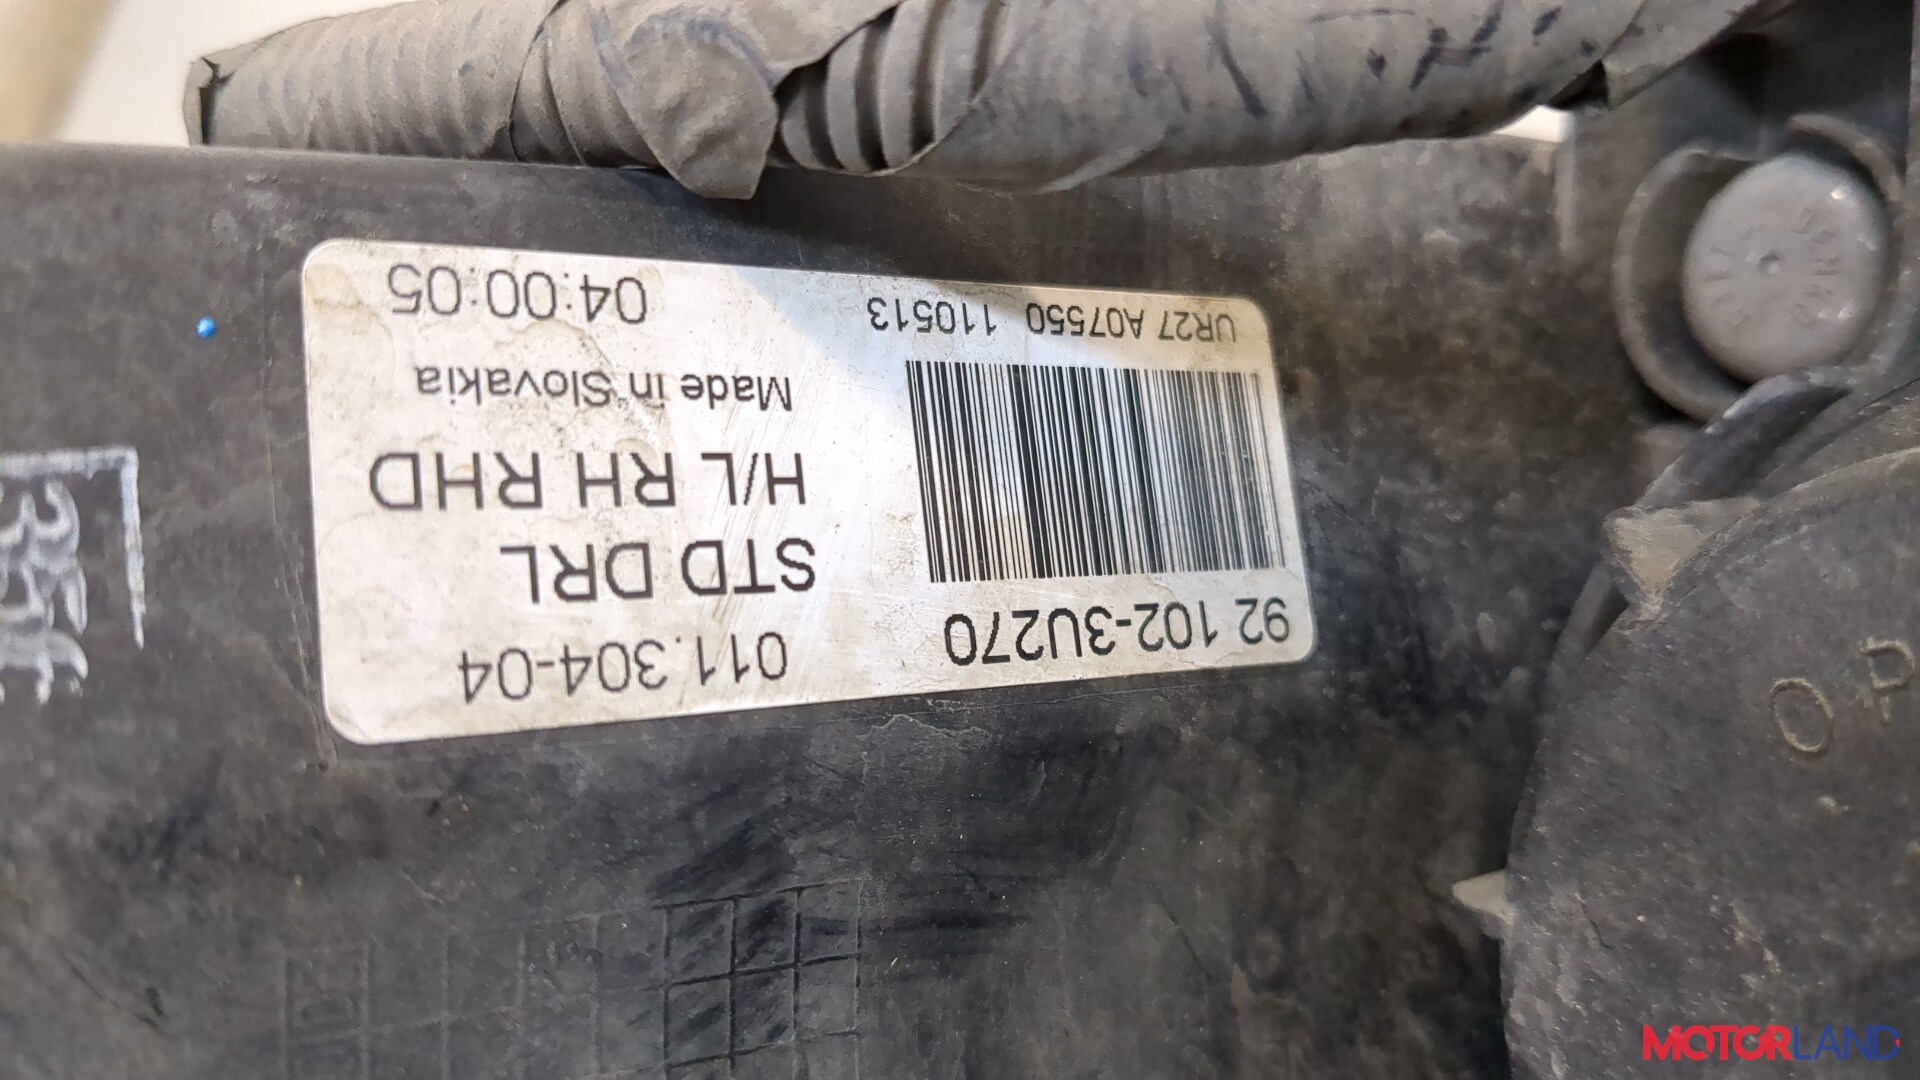 92 102-3U270
011.304-04
STD DRL
H/L RH RHD
Made in Slovakia
UR27 A07550 110513
04:00:05
OP
MOTORLAND